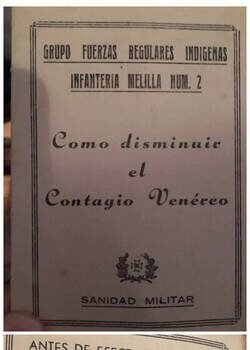 GRUPO FUERZAS REGULARES INDIGENAS
INFANTERIA MELILLA NUM. 2
Como disminuir
el
Contagio Venéreo
SANIDAD MILITAR
ANTES DE